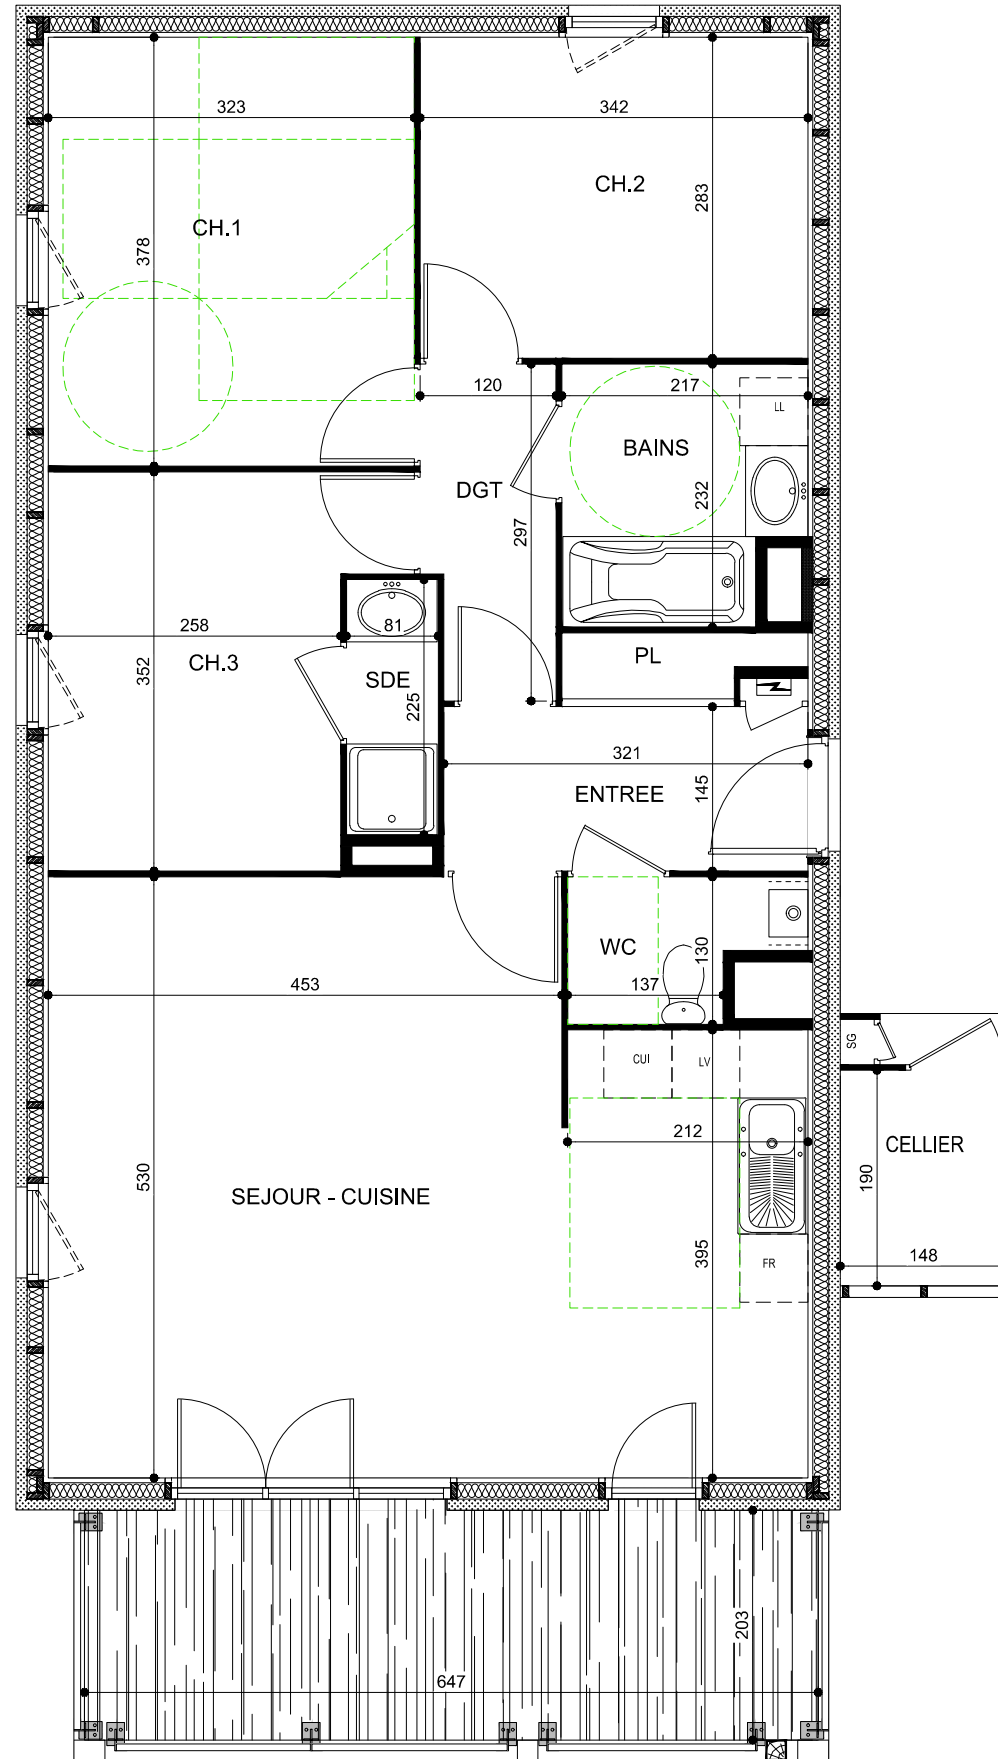 323
342
CH.2
283
CH.1
378
120
217
LL
BAINS
DGT
232
297
258
81
PL
CH.3
352
SDE
225
321
ENTREE
145
WC
130
453
137
SG
CUI
LV
212
CELLIER
190
530
SEJOUR - CUISINE
395
FR
148
203
647